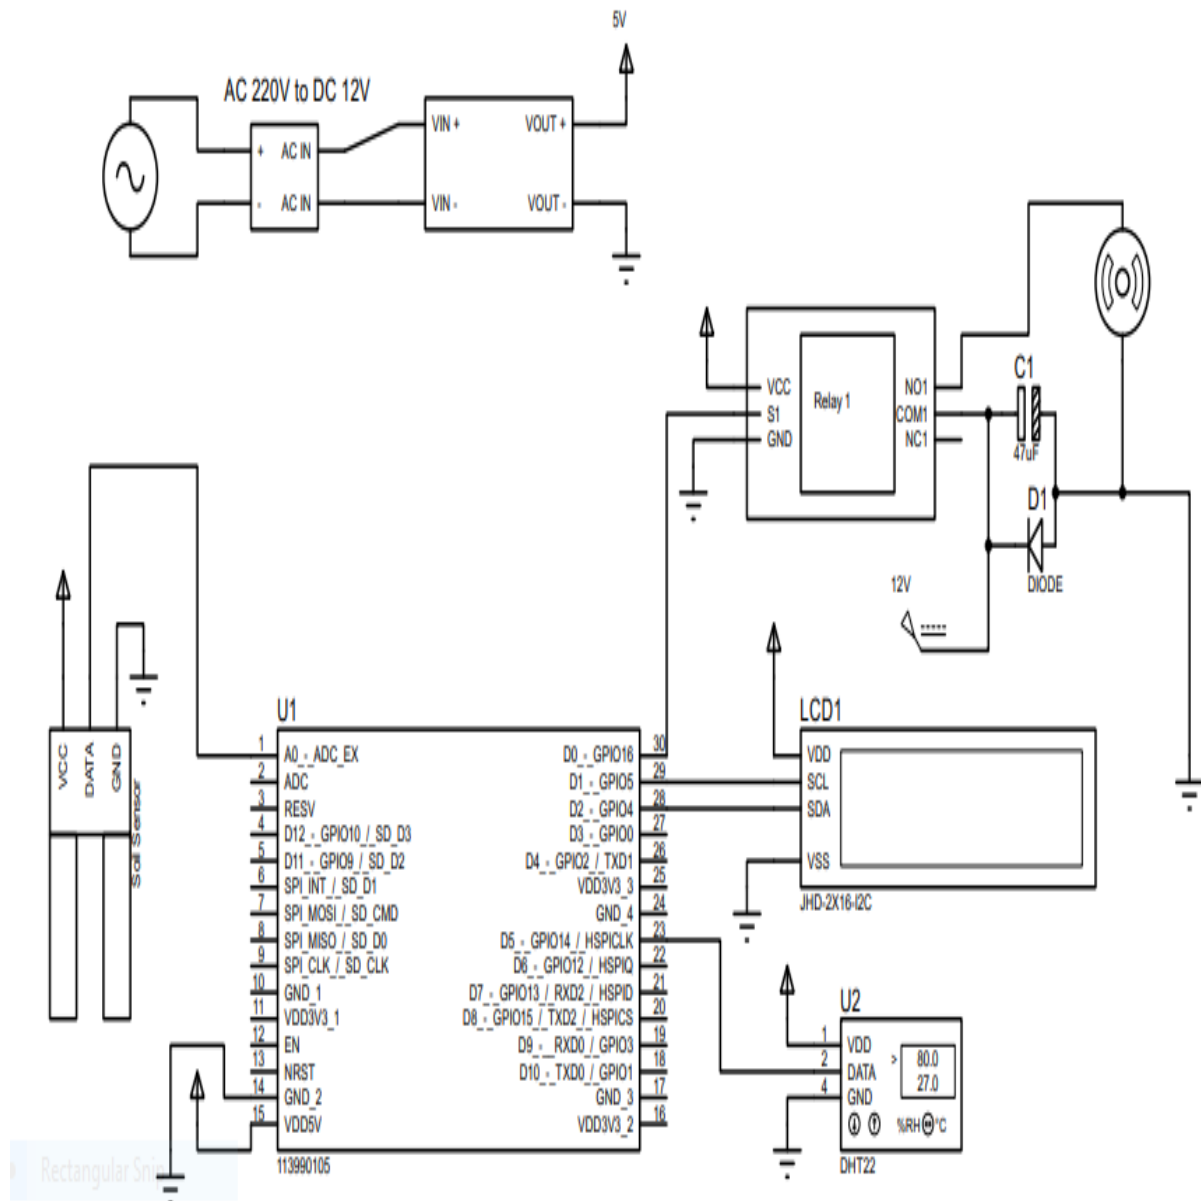 5V
AC 220V to DC 12V
+ AC IN
- AC IN
VIN + VOUT +
VIN - VOUT -
VCC
S1
GND
Relay 1
NO1
COM1
NC1
C1
47uF
D1
DIODE
12V
VCC
DATA
GND
Soil Sensor
U1
1 A0 - ADC_EX
2 ADC
3 RESV
4 D12 - GPIO10 / SD_D3
5 D11 - GPIO9 / SD_D2
6 SPI_INT / SD_D1
7 SPI_MOSI / SD_CMD
8 SPI_MISO / SD_D0
9 SPI_CLK / SD_CLK
10 GND_1
11 VDD3V3_1
12 EN
13 NRST
14 GND_2
15 VDD5V
D0 - GPIO16 30
D1 - GPIO5 29
D2 - GPIO4 28
D3 - GPIO0 27
D4 - GPIO2 / TXD1 26
VDD3V3_3 25
GND_4 24
D5 - GPIO14 / HSPICLK 23
D6 - GPIO12 / HSPIQ 22
D7 - GPIO13 / RXD2 / HSPID 21
D8 - GPIO15 / TXD2 / HSPICS 20
D9 - RXD0 / GPIO3 19
D10 - TXD0 / GPIO1 18
GND_3 17
VDD3V3_2 16
113990105
LCD1
VDD
SCL
SDA
VSS
JHD-2X16-I2C
U2
1 VDD
2 DATA
4 GND
> 80.0
27.0
%RH °C
DHT22
Rectangular Snip